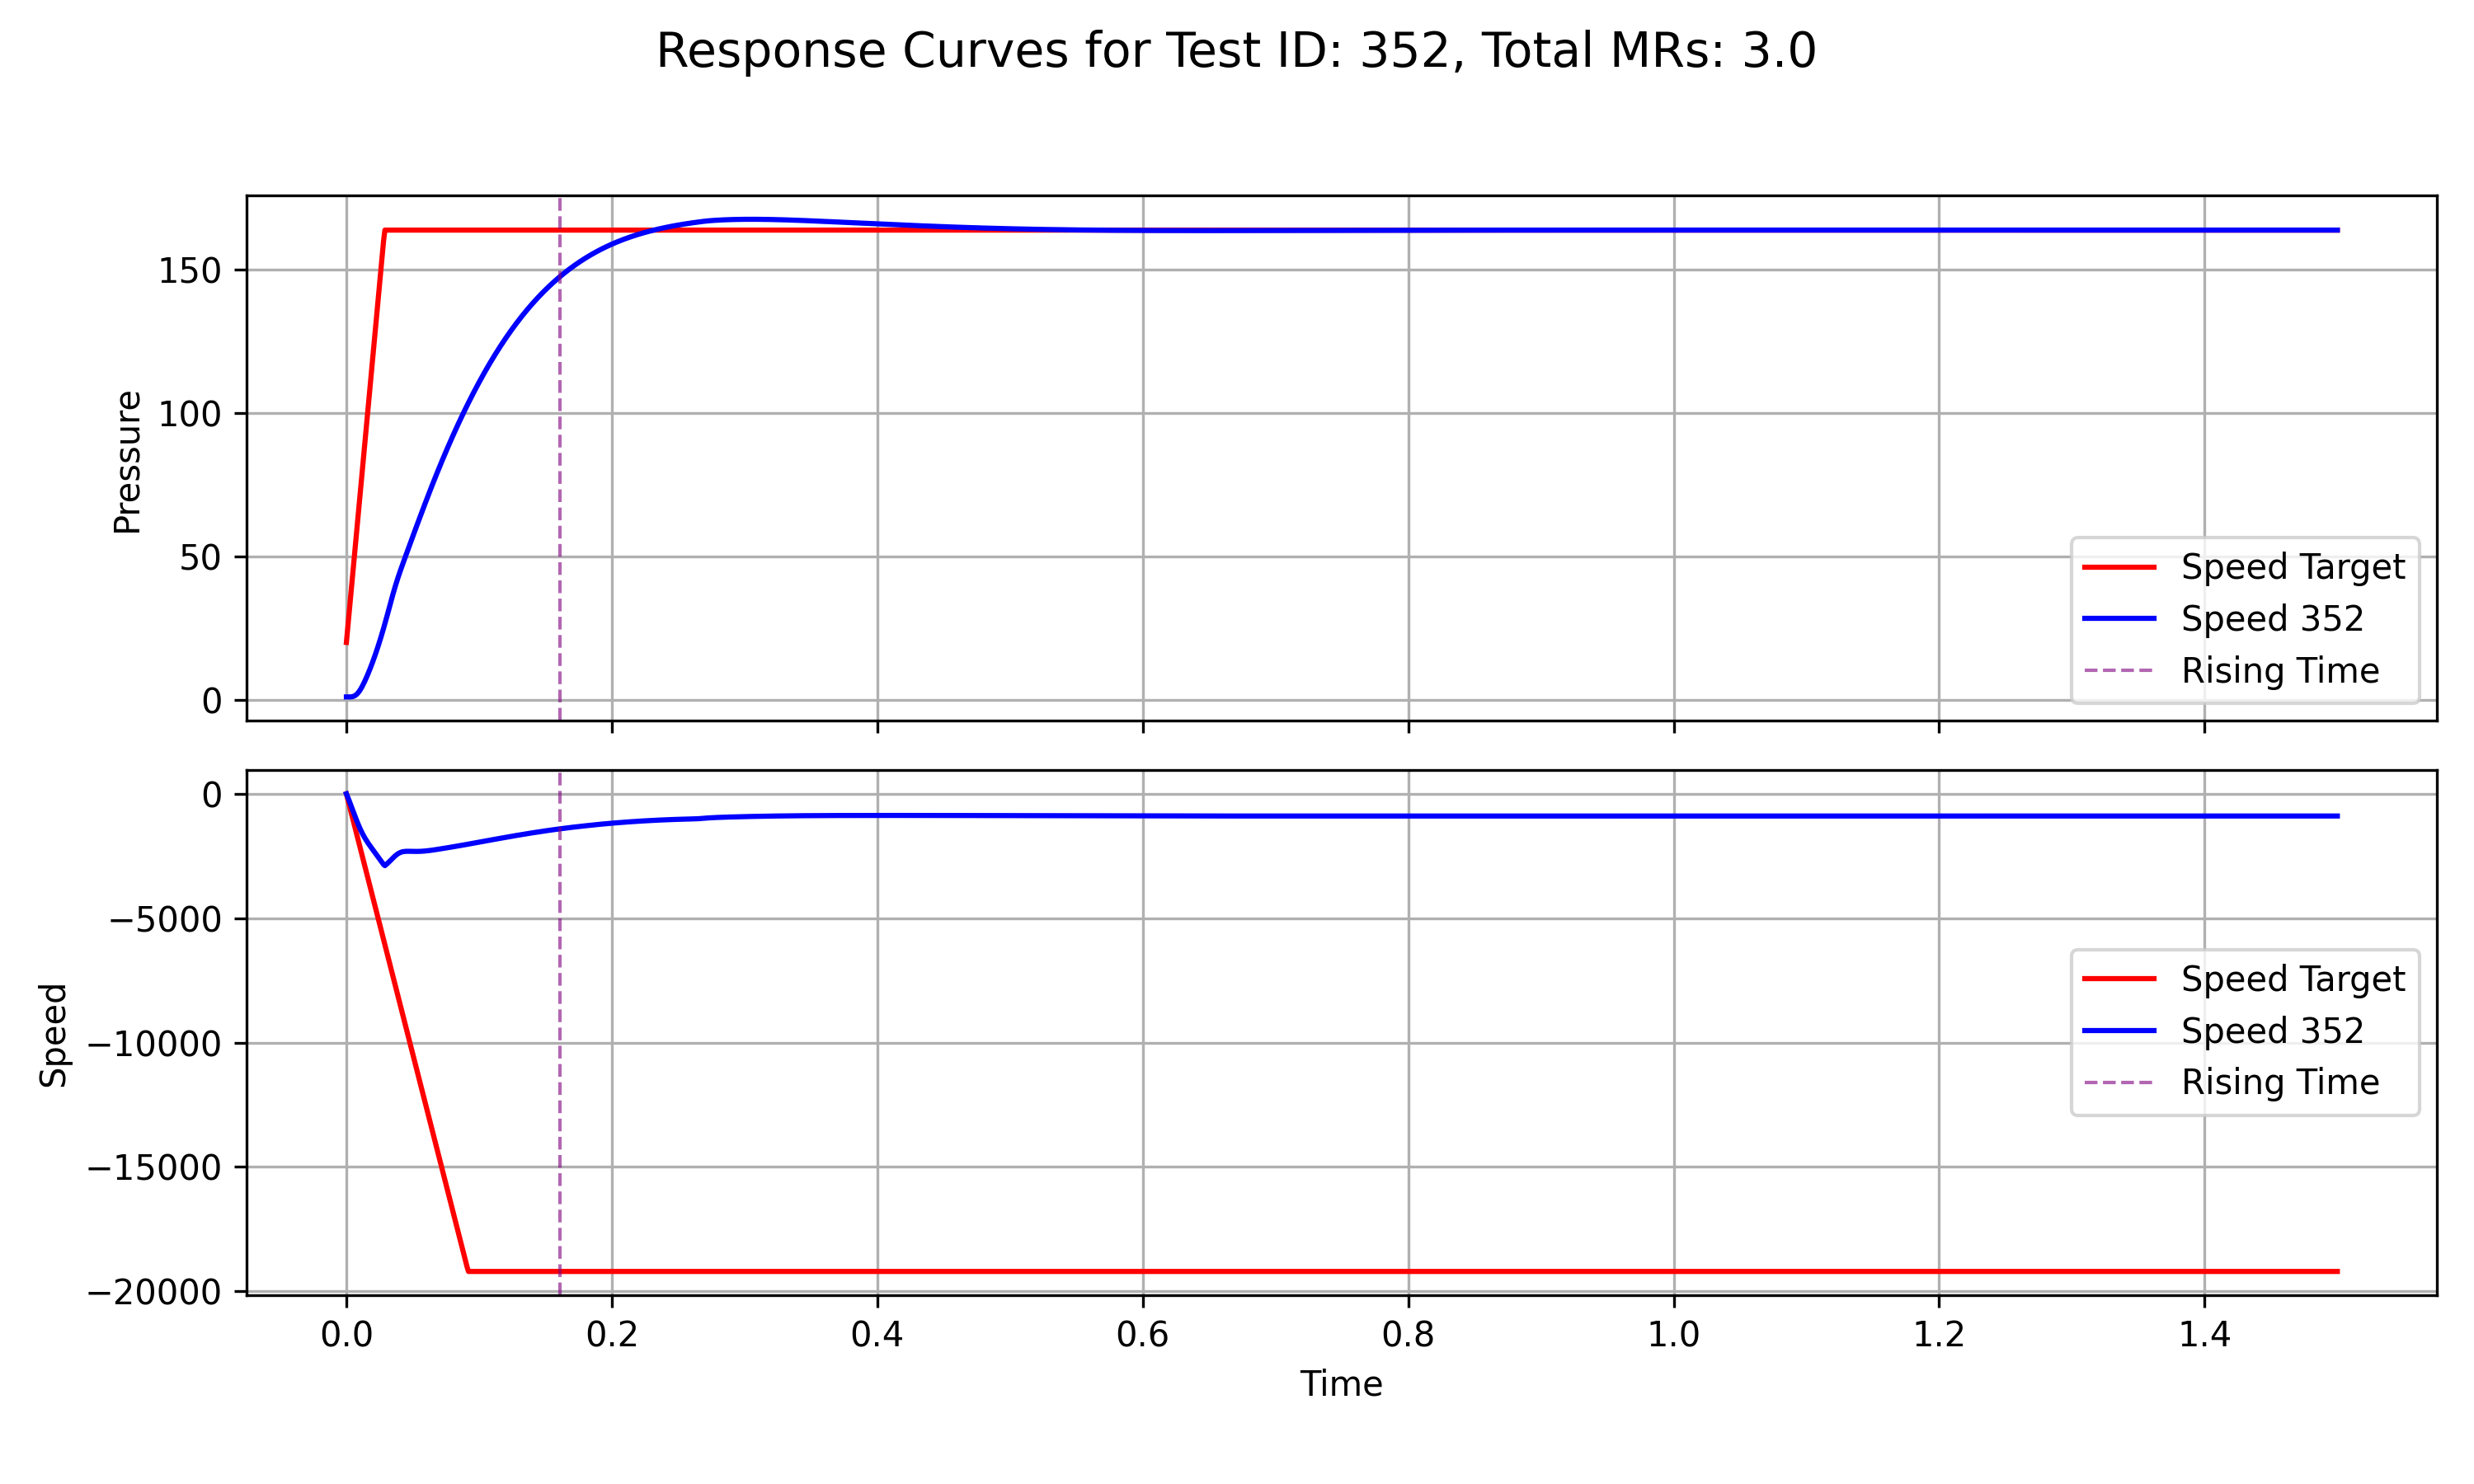 Response Curves for Test ID: 352, Total MRs: 3.0
Pressure
150
100
50
0
Speed Target
Speed 352
Rising Time
Speed
0
−5000
−10000
−15000
−20000
Speed Target
Speed 352
Rising Time
0.0 0.2 0.4 0.6 0.8 1.0 1.2 1.4
Time